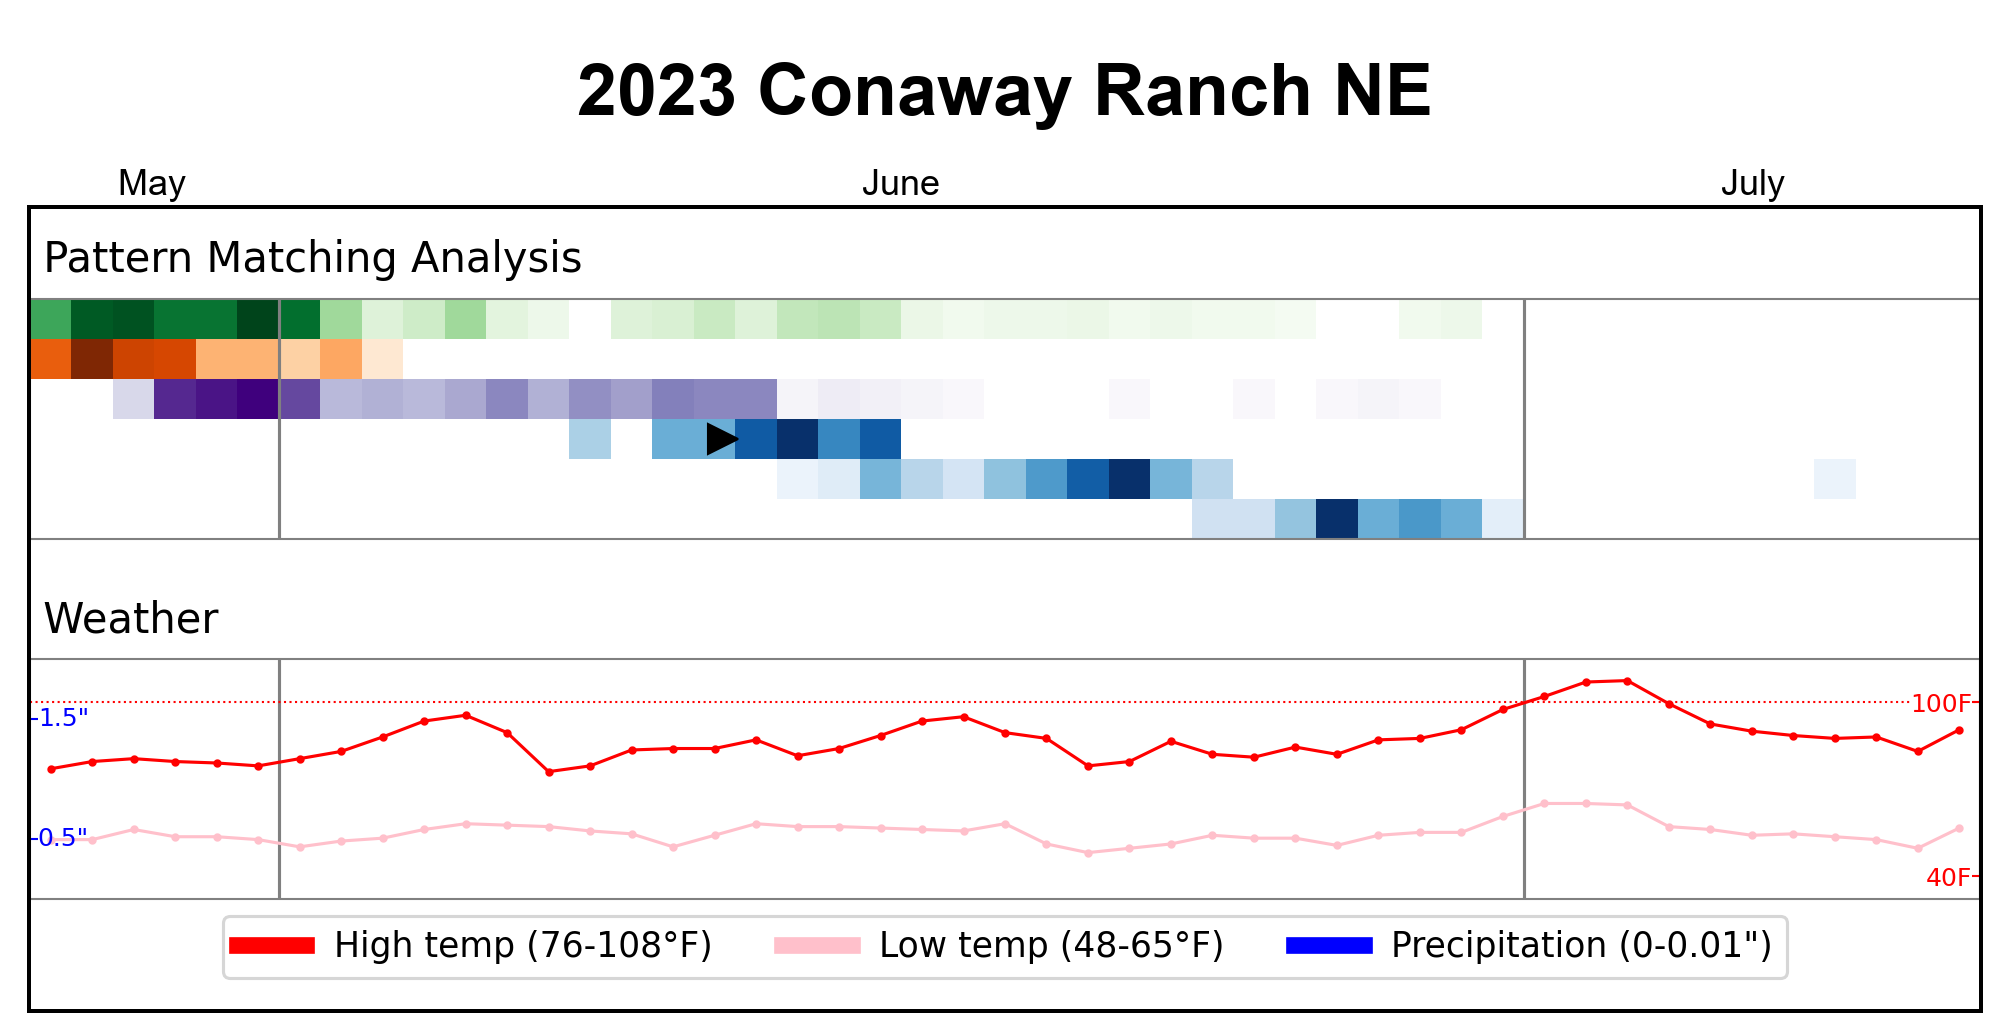 2023 Conaway Ranch NE
May June July
Pattern Matching Analysis
Weather
1.5" 100F
0.5" 40F
High temp (76-108°F) Low temp (48-65°F) Precipitation (0-0.01")